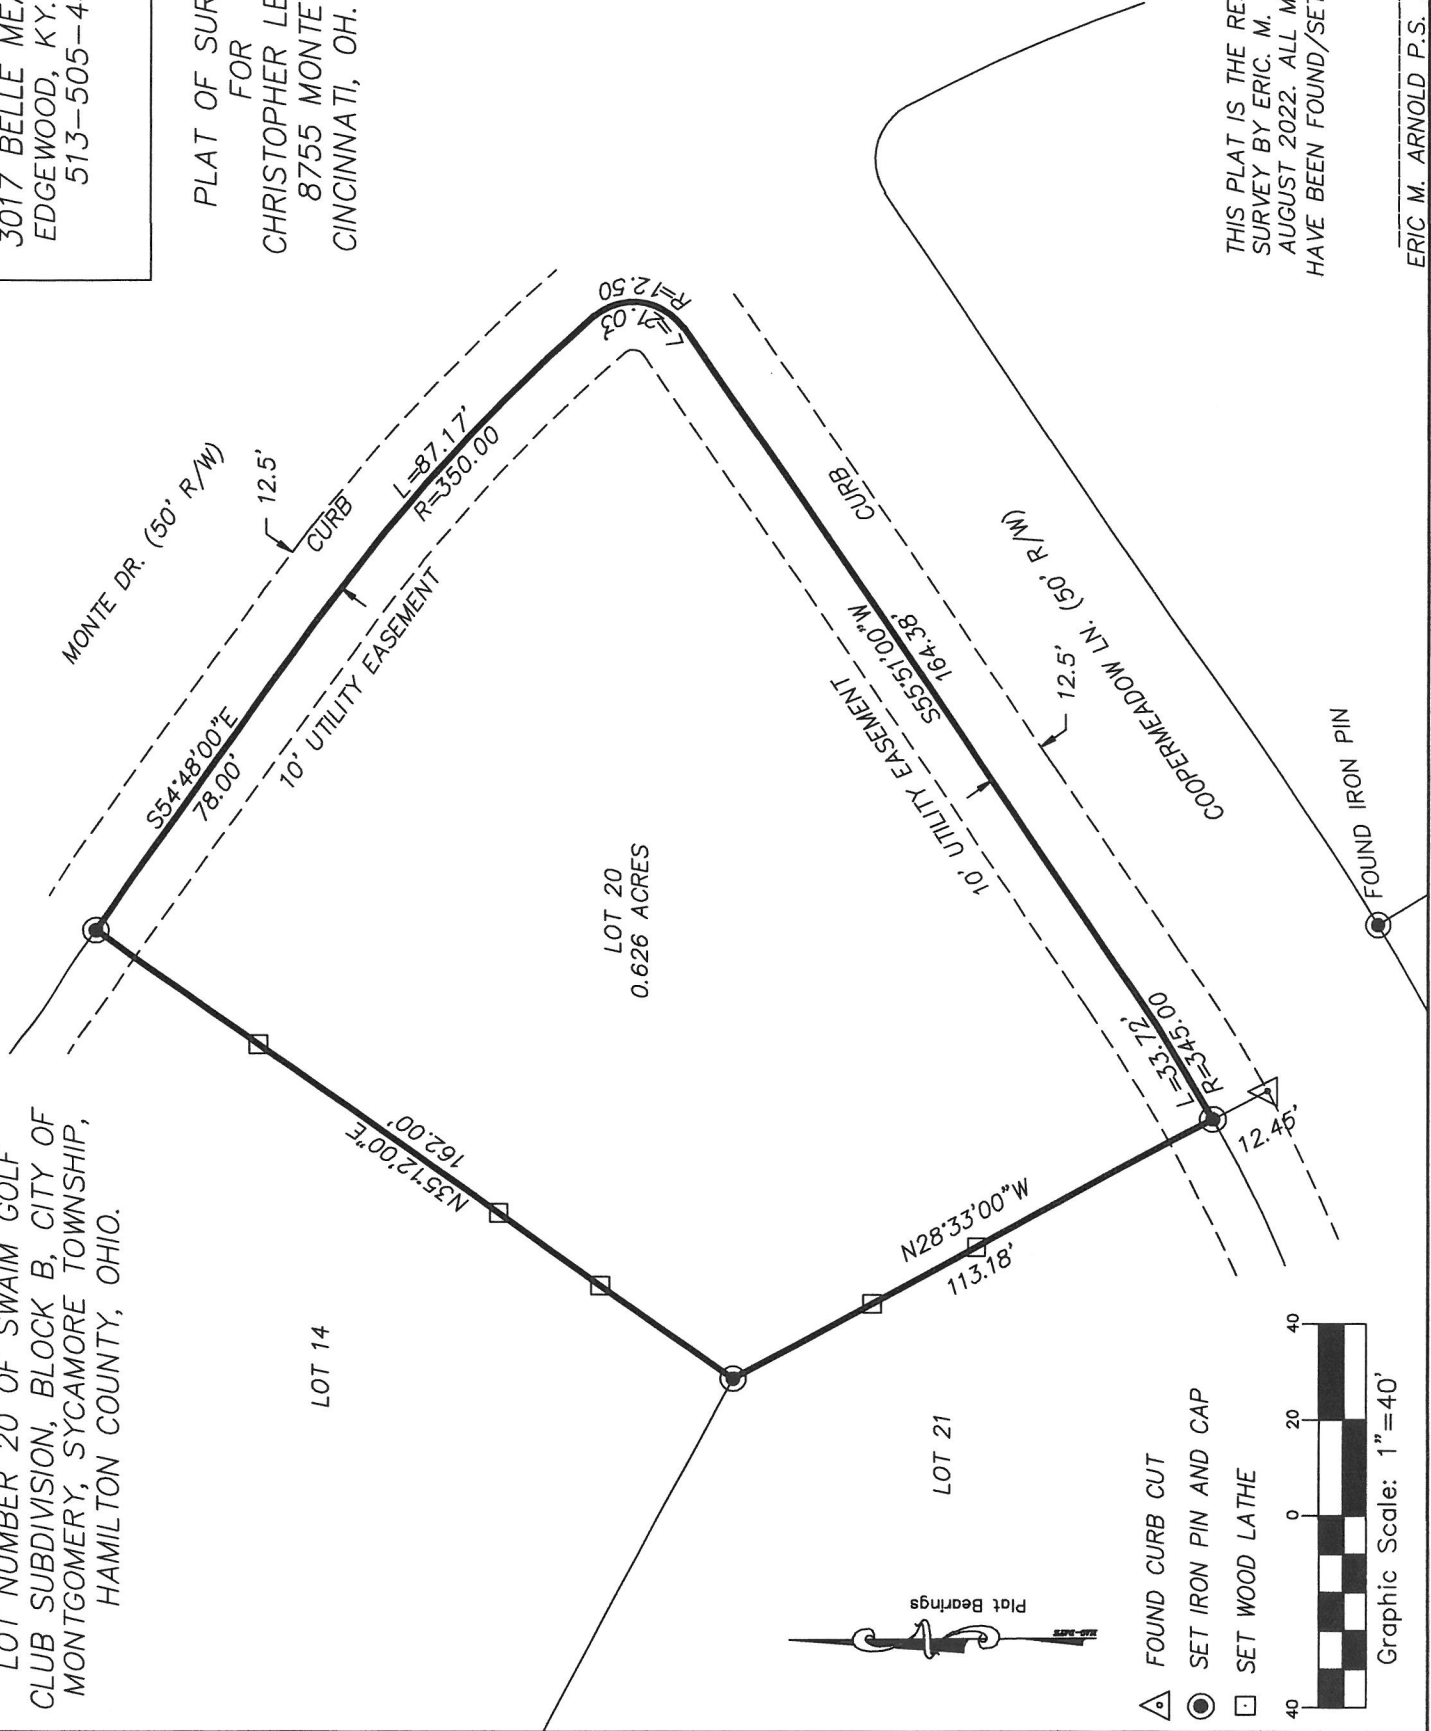 LOT NUMBER 20 OF SWAIM GOLF
CLUB SUBDIVISION, BLOCK B, CITY OF
MONTGOMERY, SYCAMORE TOWNSHIP,
HAMILTON COUNTY, OHIO.
3017 BELLE
EDGEWOOD, KY.
513-505-4
PLAT OF
FOR
CHRISTOPHER
8755 MONTE
CINCINNATI, OH.
MONTE DR. (50' R/W)
12.5'
CURB
L=87.17'
R=350.00
S54°48'00"E
78.00'
10' UTILITY EASEMENT
L=21.03'
R=12.50
CURB
S55°51'00"W
164.38'
10' UTILITY EASEMENT
12.5'
COOPERMEADOW LN. (50' R/W)
LOT 20
0.626 ACRES
N35°12'00"E
162.00'
LOT 14
N28°33'00"W
113.18'
L=33.72'
R=345.00
12.45'
FOUND IRON PIN
LOT 21
Plat Bearings
FOUND CURB CUT
SET IRON PIN AND CAP
SET WOOD LATHE
40 0 20 40
Graphic Scale: 1"=40'
THIS PLAT IS THE
SURVEY BY ERIC. M.
AUGUST 2022. ALL
HAVE BEEN FOUND/SET
ERIC M. ARNOLD P.S.